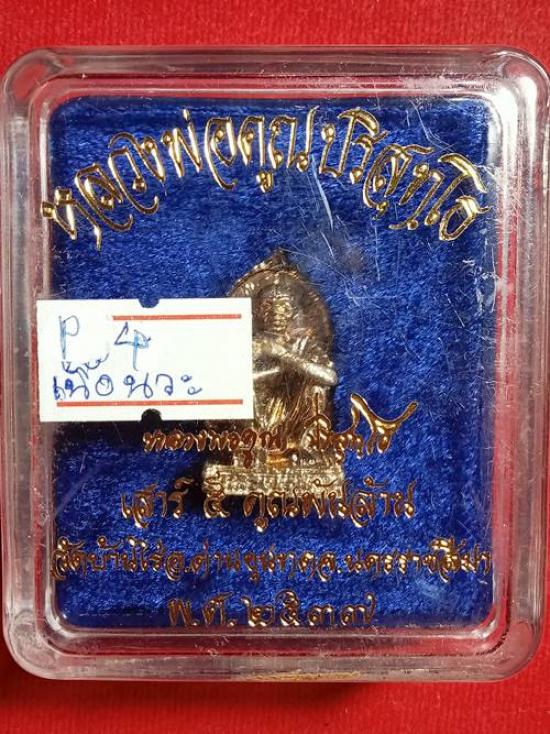 หลวงพ่อคูณปริสุทโธ
P. 4
เนื้อนวะ
หลวงพ่อคูณ ปริสุทโธ
เสาร์ ๕ คูณพันล้าน
วัดบ้านไร่อ.ด่านขุนทดจ.นครราชสีมา
พ.ศ.๒๕๓๗